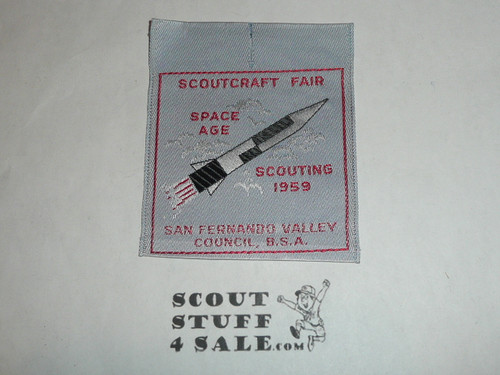 SCOUTCRAFT FAIR
SPACE
AGE
SCOUTING
1959
SAN FERNANDO VALLEY
COUNCIL, B.S.A.
SCOUT
STUFF
4 SALE.COM